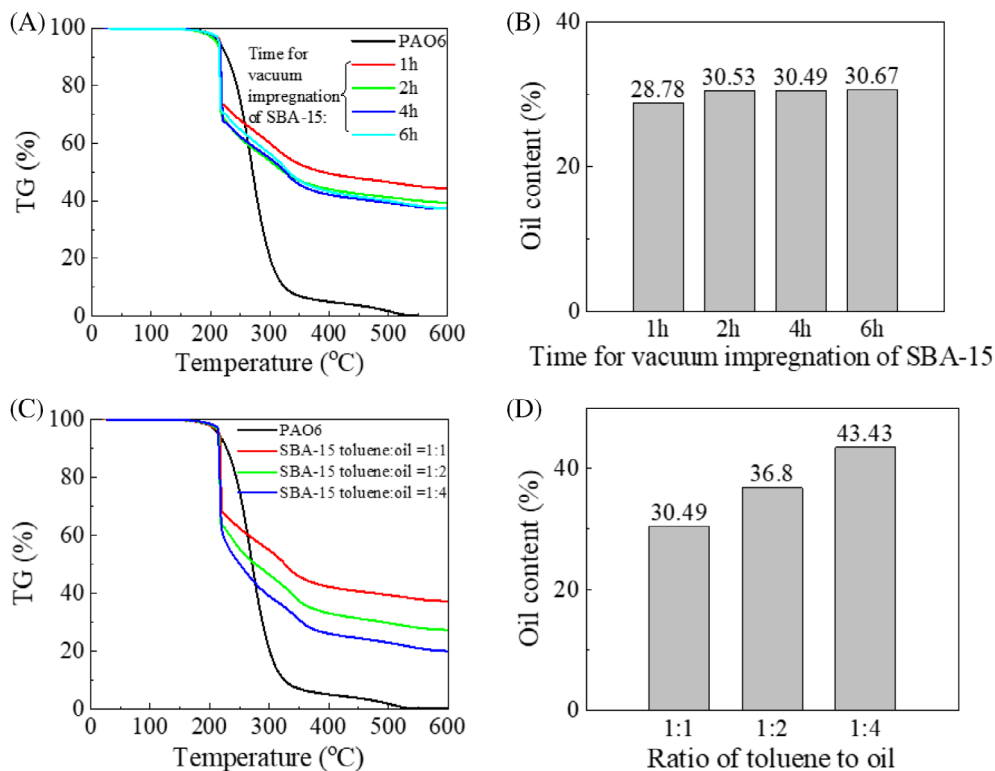 (A)
100
80
60
40
20
0
TG (%)
0 100 200 300 400 500 600
Temperature (°C)
PAO6
Time for
vacuum
impregnation
of SBA-15:
1h
2h
4h
6h
(B)
40
20
0
Oil content (%)
28.78
30.53
30.49
30.67
1h 2h 4h 6h
Time for vacuum impregnation of SBA-15
(C)
100
80
60
40
20
0
TG (%)
0 100 200 300 400 500 600
Temperature (°C)
PAO6
SBA-15 toluene:oil =1:1
SBA-15 toluene:oil =1:2
SBA-15 toluene:oil =1:4
(D)
40
20
0
Oil content (%)
30.49
36.8
43.43
1:1 1:2 1:4
Ratio of toluene to oil